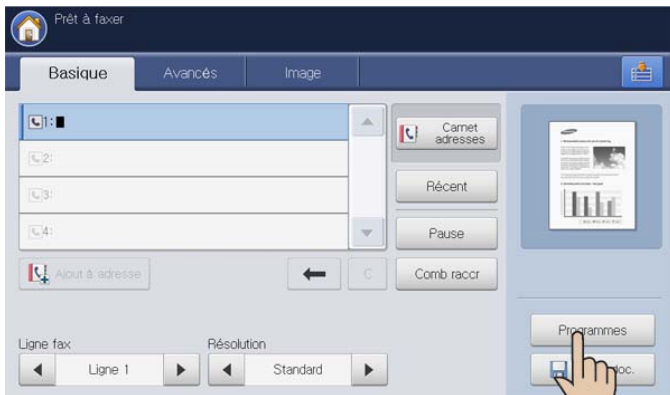 Prêt à faxer
Basique
Avancés
Image
1:
2:
3:
4:
Carnet
adresses
Récent
Pause
Comb raccr
Ajout à adresse
C
Ligne fax
Résolution
Ligne 1
Standard
Programmes
doc.